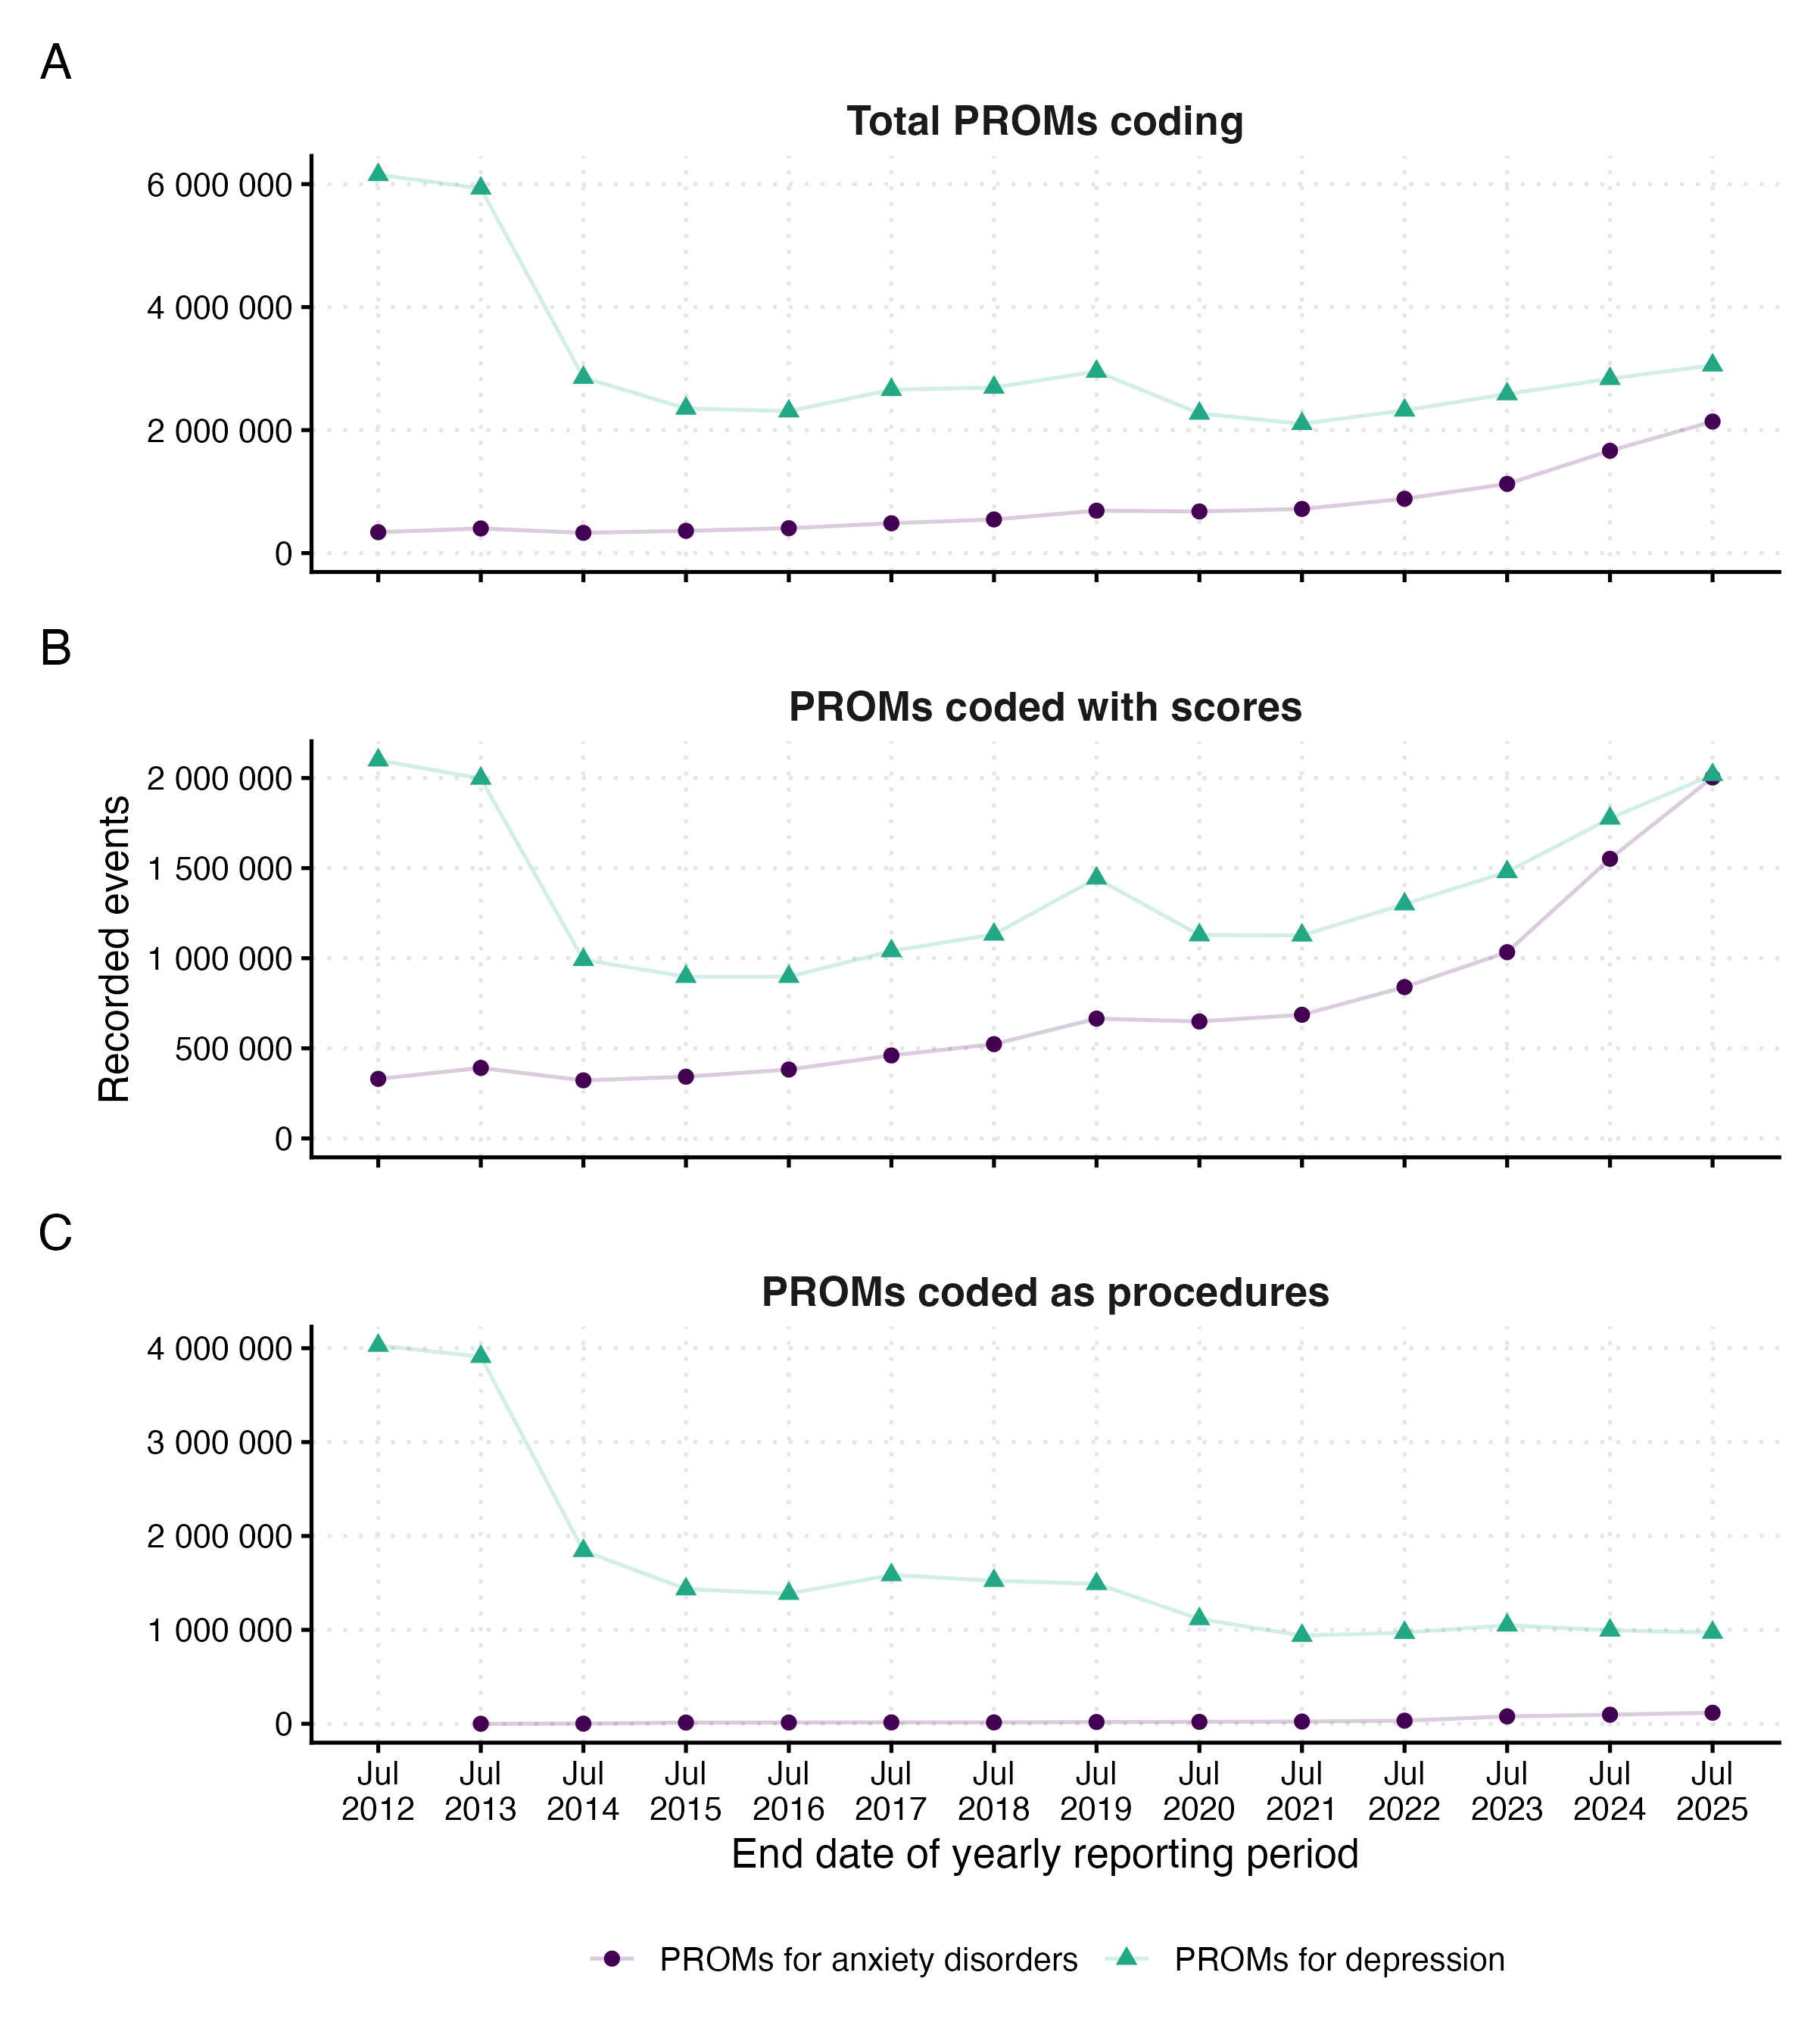 A
Total PROMs coding
6 000 000
4 000 000
2 000 000
0
B
PROMs coded with scores
Recorded events
2 000 000
1 500 000
1 000 000
500 000
0
C
PROMs coded as procedures
4 000 000
3 000 000
2 000 000
1 000 000
0
Jul Jul Jul Jul Jul Jul Jul Jul Jul Jul Jul Jul Jul Jul
2012 2013 2014 2015 2016 2017 2018 2019 2020 2021 2022 2023 2024 2025
End date of yearly reporting period
PROMs for anxiety disorders PROMs for depression